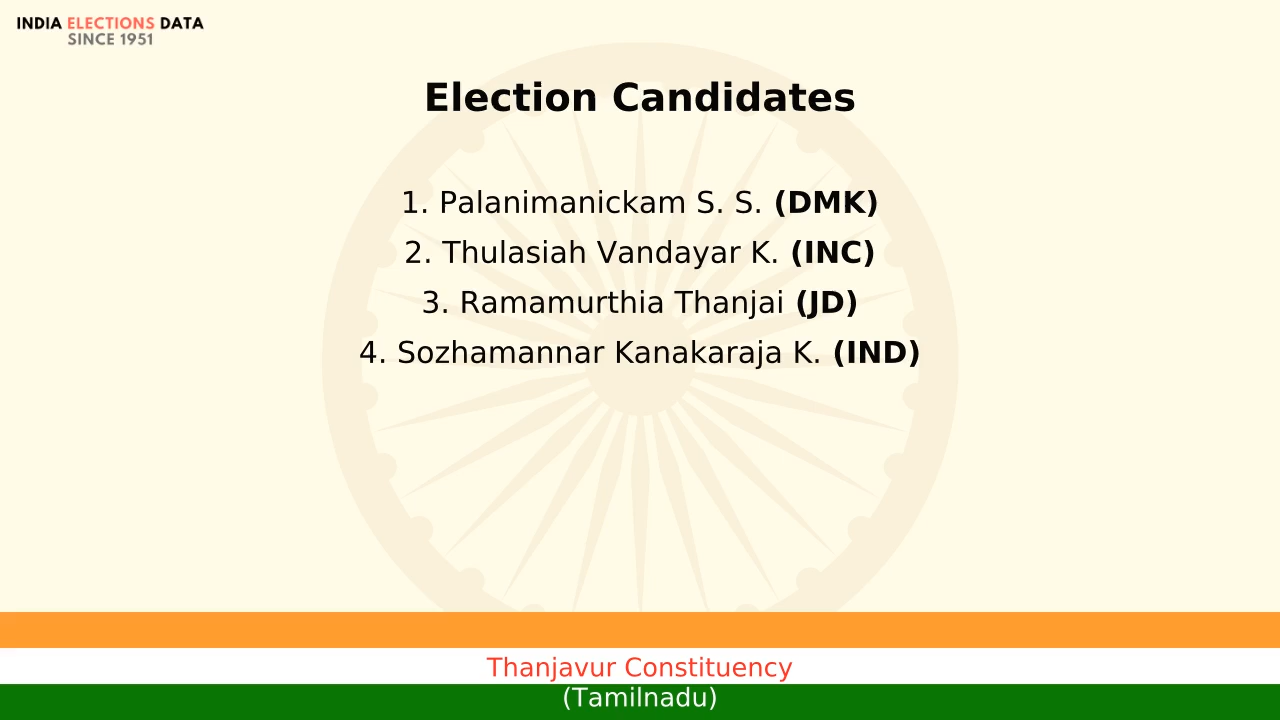 INDIA ELECTIONS DATA
SINCE 1951
Election Candidates
1. Palanimanickam S. S. (DMK)
2. Thulasiah Vandayar K. (INC)
3. Ramamurthia Thanjai (JD)
4. Sozhamannar Kanakaraja K. (IND)
Thanjavur Constituency
(Tamilnadu)